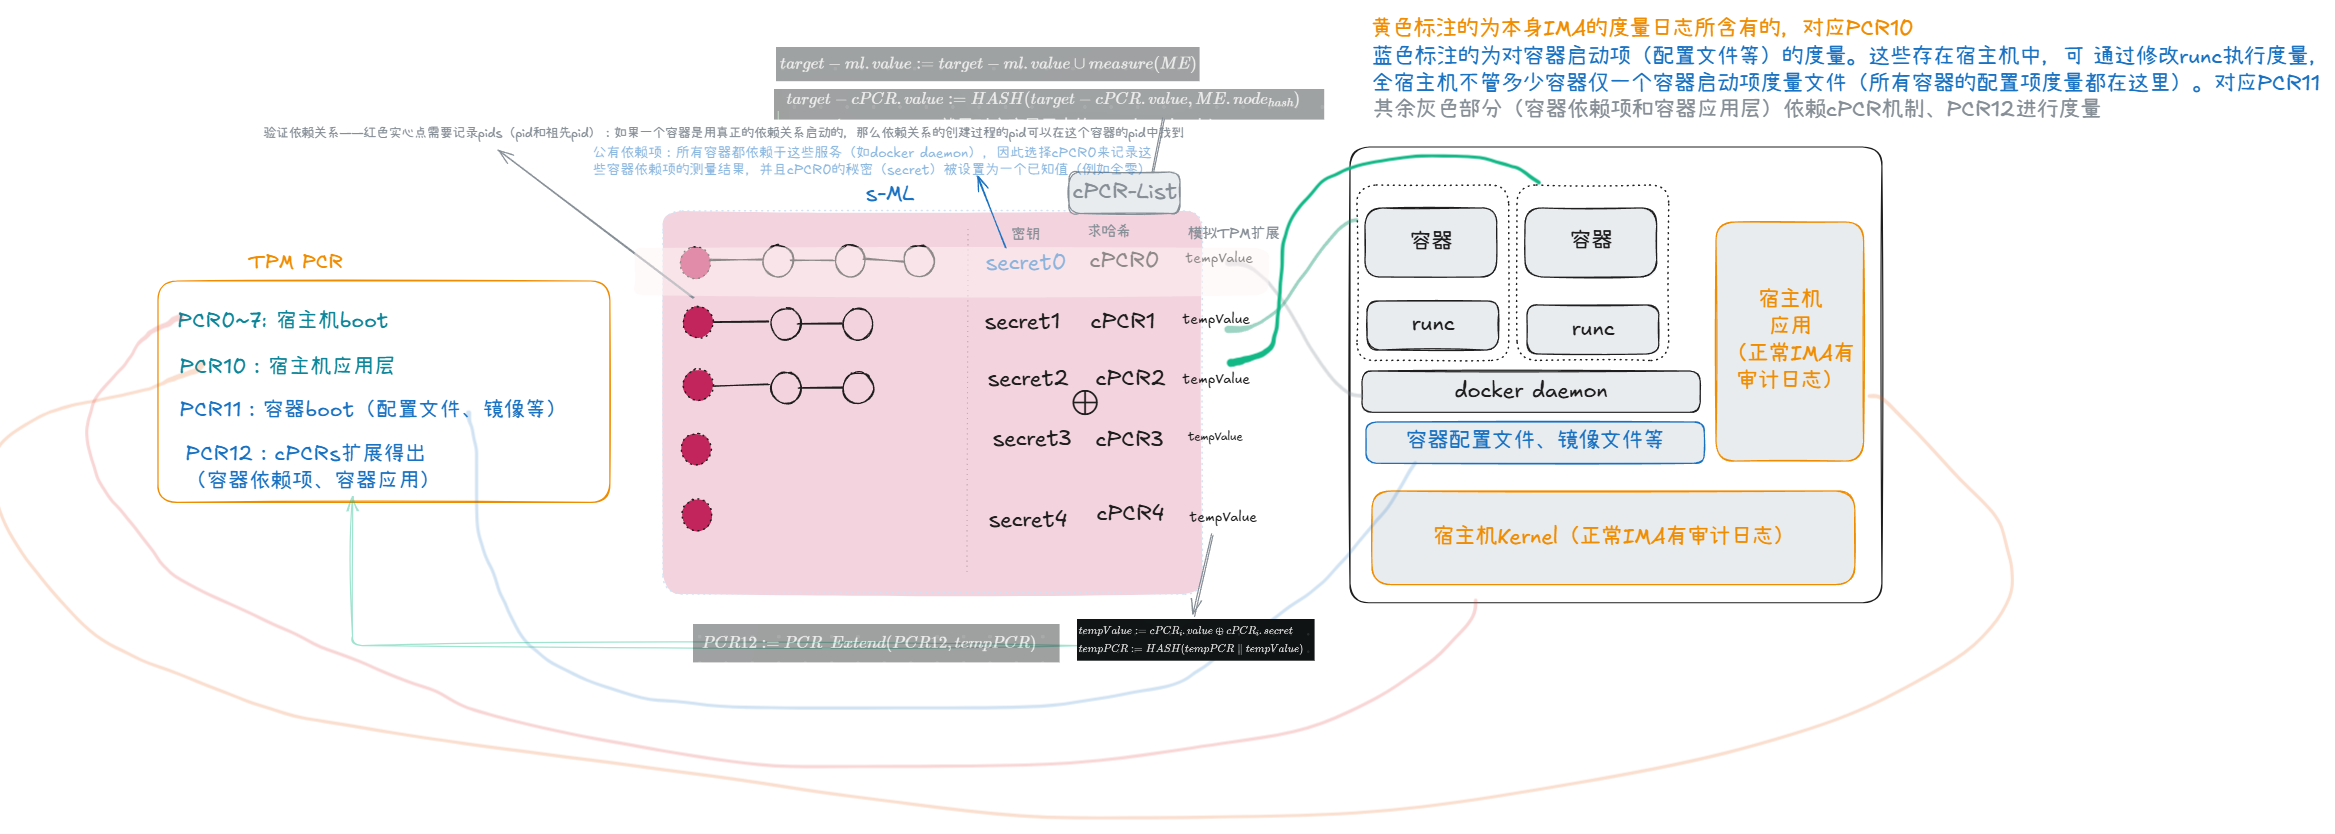 黄色标注的为本身IMA的度量日志所含有的，对应PCR10
蓝色标注的为对容器启动项（配置文件等）的度量。这些存在宿主机中，可 通过修改runc执行度量，
全宿主机不管多少容器仅一个容器启动项度量文件（所有容器的配置项度量都在这里）。对应PCR11
其余灰色部分（容器依赖项和容器应用层）依赖cPCR机制、PCR12进行度量
target − ml.value := target − ml.value ∪ measure(ME)
target − cPCR.value := HASH(target − cPCR.value, ME.node_hash)
验证依赖关系——红色实心点需要记录pids（pid和祖先pid）：如果一个容器是用真正的依赖关系启动的，那么依赖关系的创建过程的pid可以在这个容器的pid中找到
公有依赖项：所有容器都依赖于这些服务（如docker daemon），因此选择cPCR0来记录这
些容器依赖项的测量结果，并且cPCR0的秘密（secret）被设置为一个已知值（例如全零）
s-ML
cPCR-List
密钥
求哈希
模拟TPM扩展
secret0
cPCR0
tempValue
secret1
cPCR1
tempValue
secret2
cPCR2
tempValue
secret3
cPCR3
tempValue
secret4
cPCR4
tempValue
TPM PCR
PCR0~7: 宿主机boot
PCR10：宿主机应用层
PCR11：容器boot（配置文件、镜像等）
PCR12：cPCRs扩展得出
（容器依赖项、容器应用）
PCR12 := PCR Extend(PCR12, tempPCR)
tempValue := cPCR_i.value ⊕ cPCR_i.secret
tempPCR := HASH(tempPCR ∥ tempValue)
容器
容器
runc
runc
docker daemon
容器配置文件、镜像文件等
宿主机
应用
（正常IMA有
审计日志）
宿主机Kernel（正常IMA有审计日志）